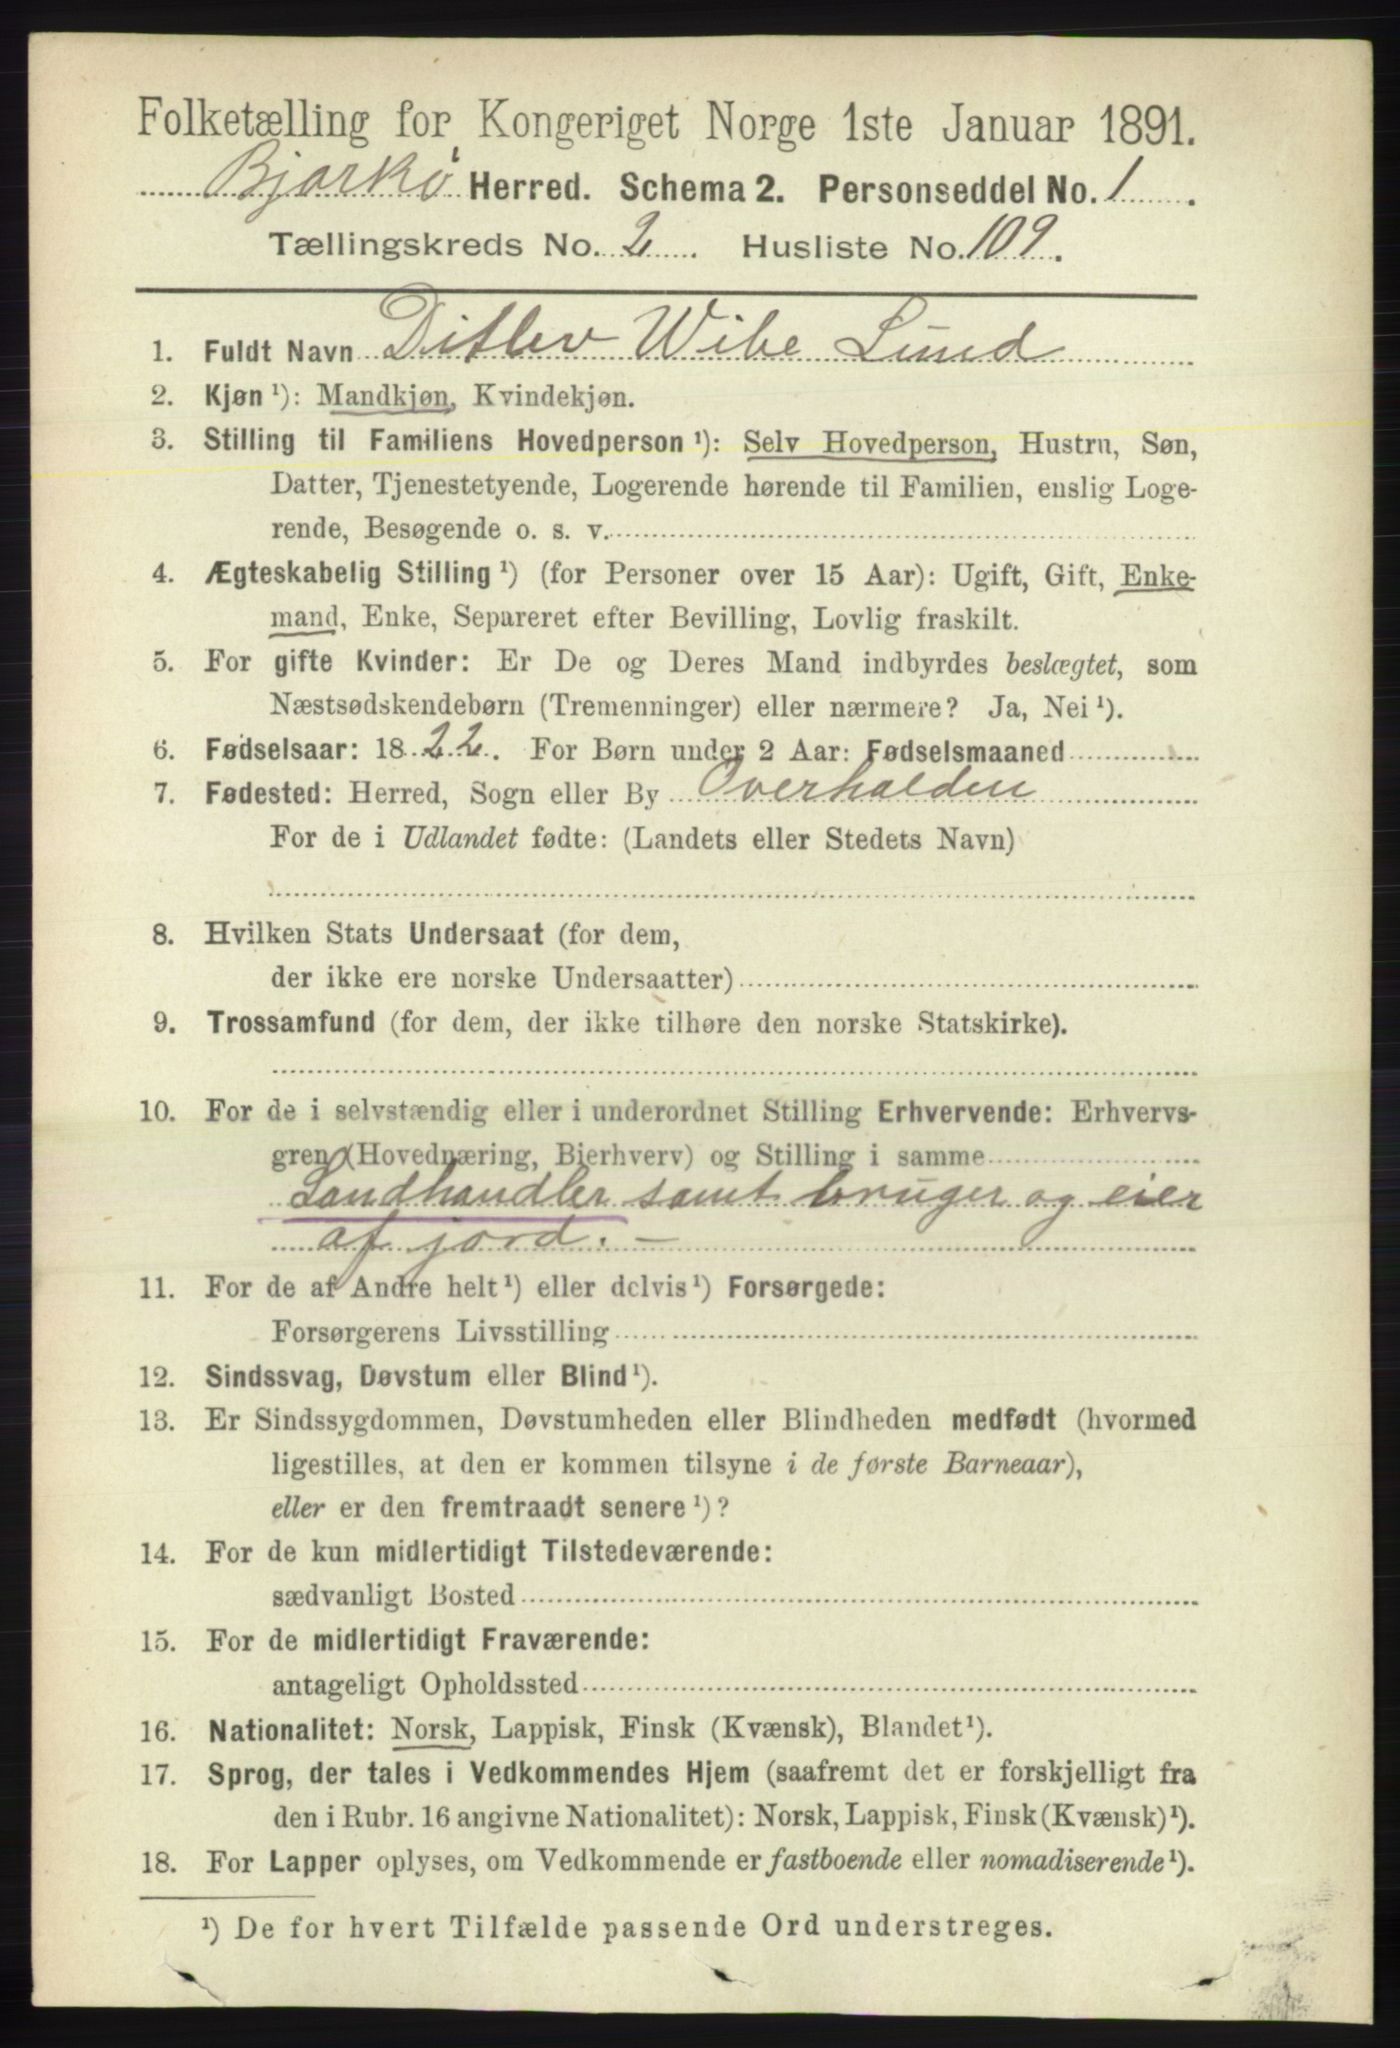 Folketælling for Kongeriget Norge 1ste Januar 1891.
Bjarkö Herred. Schema 2. Personseddel No. 1.
Tællingskreds No. 2. Husliste No. 109.
1. Fuldt Navn Ditlev Wibe Lund
2. Kjøn ¹): Mandkjøn, Kvindekjøn.
3. Stilling til Familiens Hovedperson ¹): Selv Hovedperson, Hustru, Søn,
Datter, Tjenestetyende, Logerende hørende til Familien, enslig Loge-
rende, Besøgende o. s. v.
4. Ægteskabelig Stilling ¹) (for Personer over 15 Aar): Ugift, Gift, Enke-
mand, Enke, Separeret efter Bevilling, Lovlig fraskilt.
5. For gifte Kvinder: Er De og Deres Mand indbyrdes beslægtet, som
Næstsødskendebørn (Tremenninger) eller nærmere? Ja, Nei ¹).
6. Fødselsaar: 1822. For Børn under 2 Aar: Fødselsmaaned
7. Fødested: Herred, Sogn eller By Overhalden
For de i Udlandet fødte: (Landets eller Stedets Navn)
8. Hvilken Stats Undersaat (for dem,
der ikke ere norske Undersaatter)
9. Trossamfund (for dem, der ikke tilhøre den norske Statskirke).
10. For de i selvstændig eller i underordnet Stilling Erhvervende: Erhvervs-
gren (Hovednæring, Bierhverv) og Stilling i samme
Landhandler samt bruger og eier
af jord. —
11. For de af Andre helt ¹) eller delvis ¹) Forsørgede:
Forsørgerens Livsstilling
12. Sindssvag, Døvstum eller Blind ¹).
13. Er Sindssygdommen, Døvstumheden eller Blindheden medfødt (hvormed
ligestilles, at den er kommen tilsyne i de første Barneaar),
eller er den fremtraadt senere ¹)?
14. For de kun midlertidigt Tilstedeværende:
sædvanligt Bosted
15. For de midlertidigt Fraværende:
antageligt Opholdssted
16. Nationalitet: Norsk, Lappisk, Finsk (Kvænsk), Blandet ¹).
17. Sprog, der tales i Vedkommendes Hjem (saafremt det er forskjelligt fra
den i Rubr. 16 angivne Nationalitet): Norsk, Lappisk, Finsk (Kvænsk) ¹).
18. For Lapper oplyses, om Vedkommende er fastboende eller nomadiserende ¹).
¹) De for hvert Tilfælde passende Ord understreges.